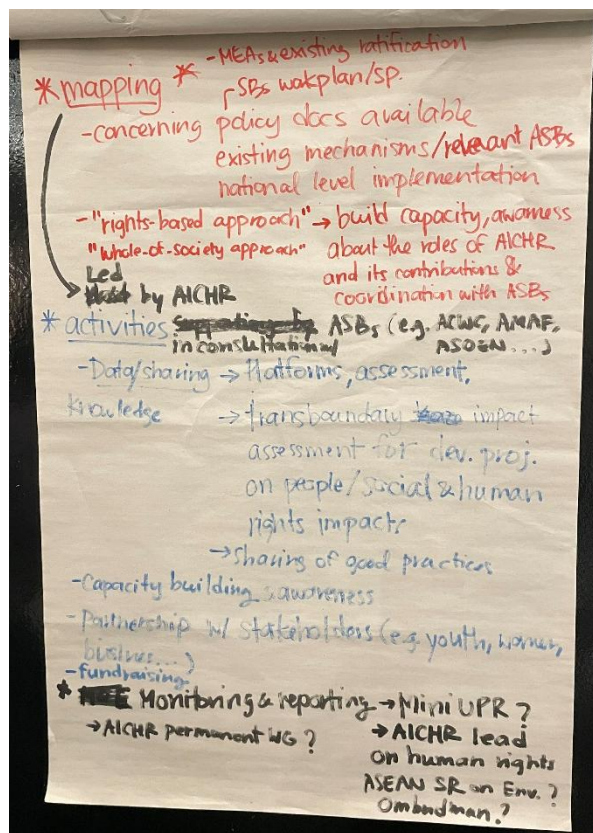 - MEAs & existing ratification
* mapping *
SBs wokplan/sp.
- concerning policy docs available
existing mechanisms/relevant ASBs
national level implementation
- "rights-based approach" → build capacity, awarness
"whole-of-society approach" about the roles of AICHR
and its contributions &
coordination with ASBs
Led
by AICHR
* activities ASBs (e.g. ACWC, AMAF,
in consultation w/ ASOEN...)
- Data/sharing → Platforms, assessment,
knowledge → transboundary impact
assessment for dev. proj.
on people/social & human
rights impacts
→ sharing of good practices
- Capacity building & awareness
- Partnership w/ stakeholders (e.g. youth, women,
busines...)
- fundraising
* Monitoring & reporting → Mini UPR ?
→ AICHR permanent WG ? → AICHR lead
on human rights
ASEAN SR on Env. ?
Ombudman. ?